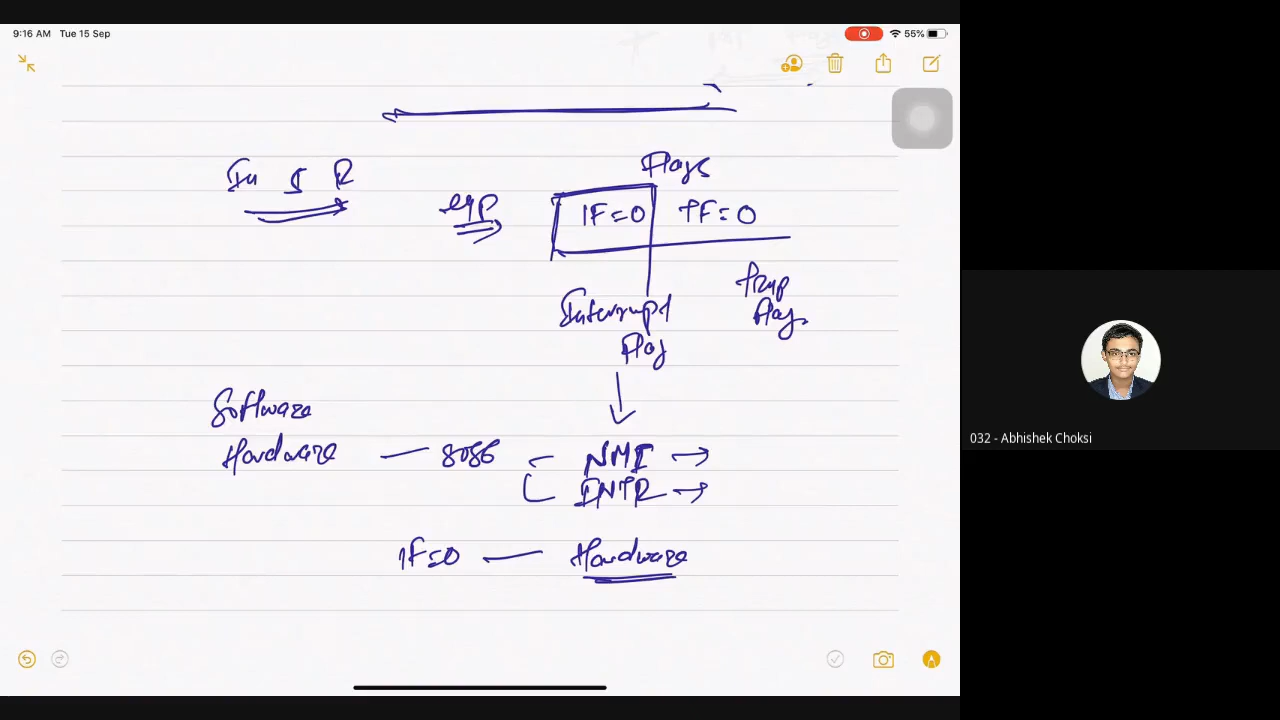 9:16 AM Tue 15 Sep
55%
In I R
Flags
IF=0 TF=0
Interrupt
Flag
Trap
Flag
Software
Hardware — 8086
NMI →
INTR →
IF=0 — Hardware
032 - Abhishek Choksi